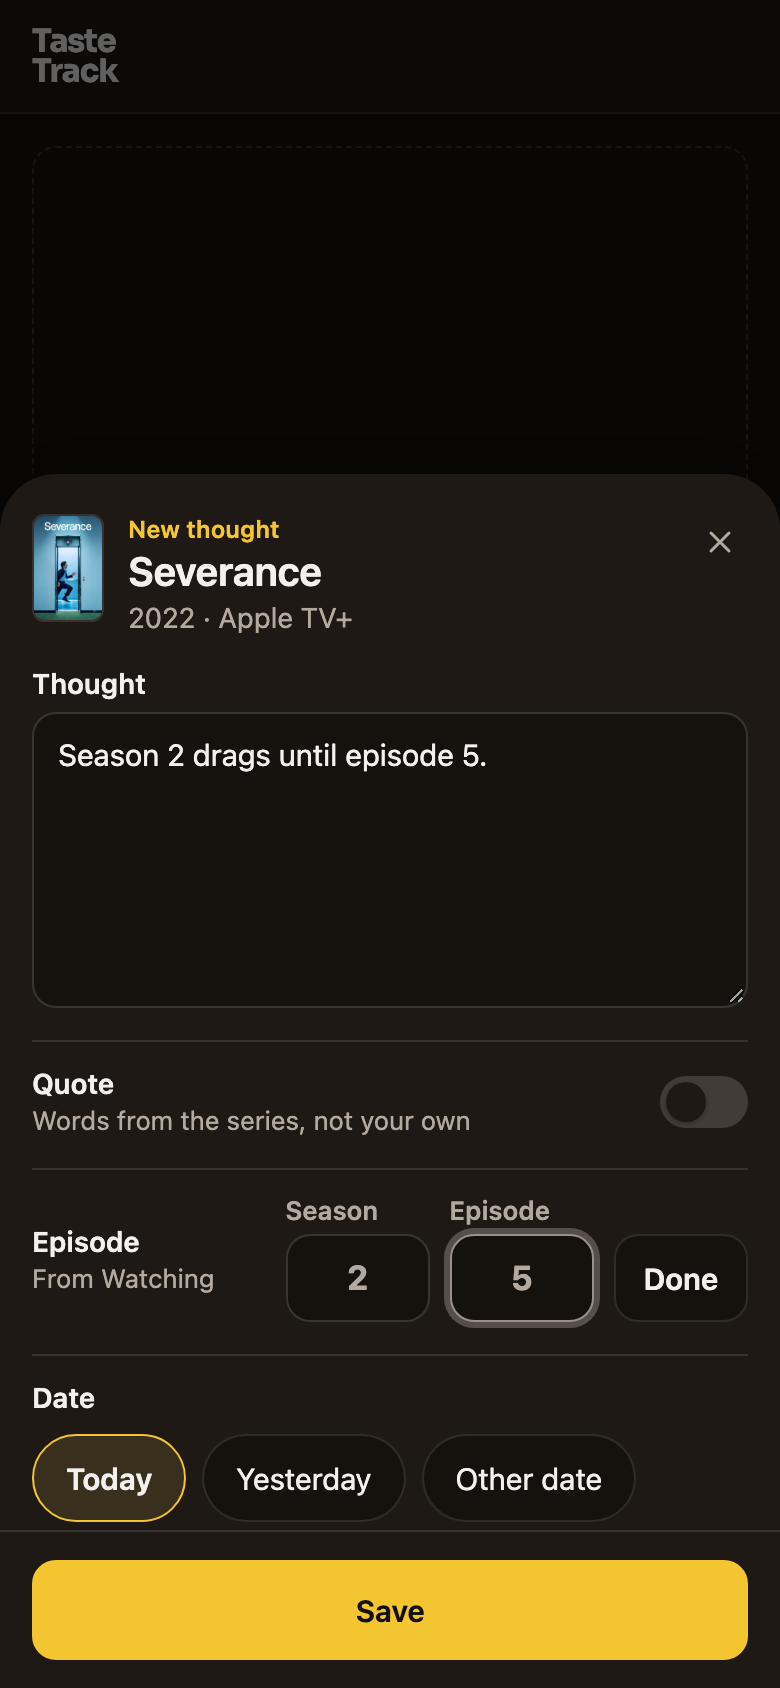 Taste
Track
Severance
New thought
Severance
2022 · Apple TV+
Thought
Season 2 drags until episode 5.
Quote
Words from the series, not your own
Season
Episode
Episode
From Watching
2
5
Done
Date
Today
Yesterday
Other date
Save